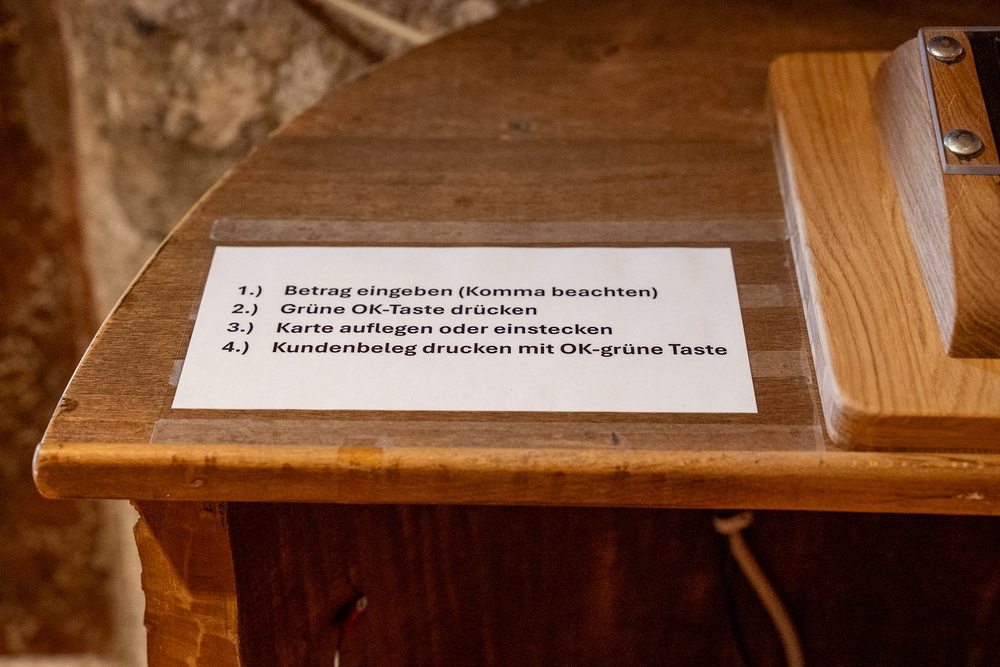 1.) Betrag eingeben (Komma beachten)
2.) Grüne OK-Taste drücken
3.) Karte auflegen oder einstecken
4.) Kundenbeleg drucken mit OK-grüne Taste